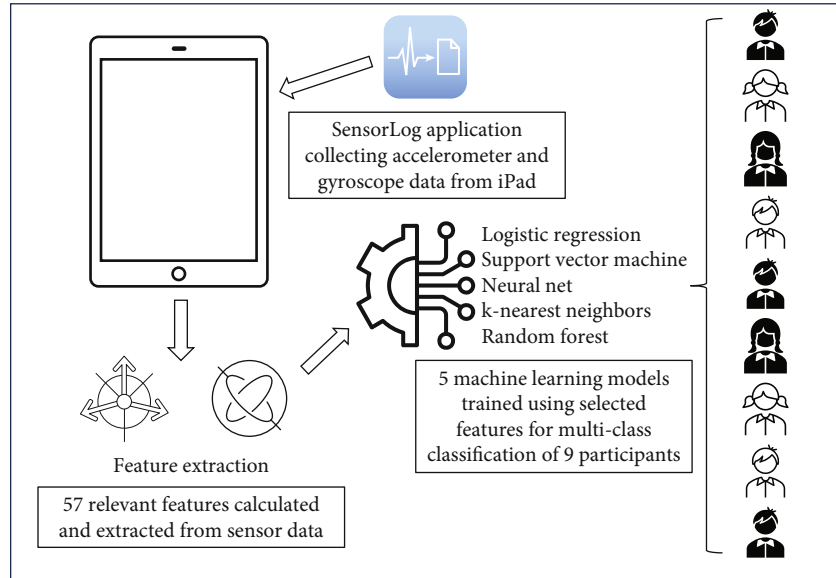 SensorLog application
collecting accelerometer and
gyroscope data from iPad
Logistic regression
Support vector machine
Neural net
k-nearest neighbors
Random forest
5 machine learning models
trained using selected
features for multi-class
classification of 9 participants
Feature extraction
57 relevant features calculated
and extracted from sensor data